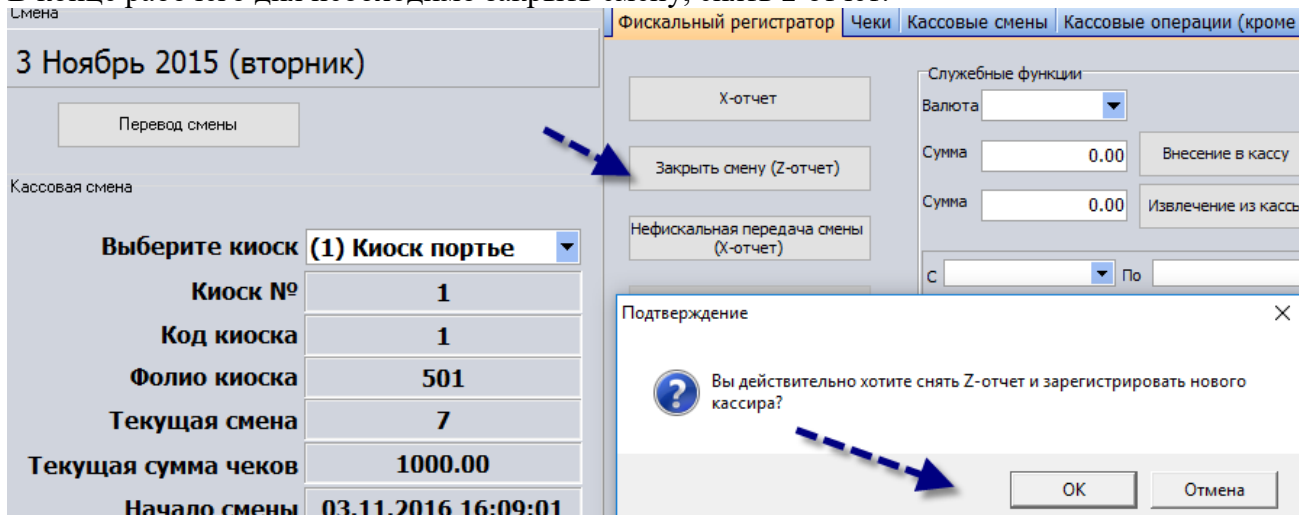 Смена
3 Ноябрь 2015 (вторник)
Перевод смены
Кассовая смена
Выберите киоск (1) Киоск портье
Киоск № 1
Код киоска 1
Фолио киоска 501
Текущая смена 7
Текущая сумма чеков 1000.00
Начало смены 03.11.2016 16:09:01
Фискальный регистратор Чеки Кассовые смены Кассовые операции (кроме
X-отчет
Закрыть смену (Z-отчет)
Нефискальная передача смены
(X-отчет)
Служебные функции
Валюта
Сумма 0.00 Внесение в кассу
Сумма 0.00 Извлечение из кассы
С По
Подтверждение
Вы действительно хотите снять Z-отчет и зарегистрировать нового
кассира?
OK Отмена